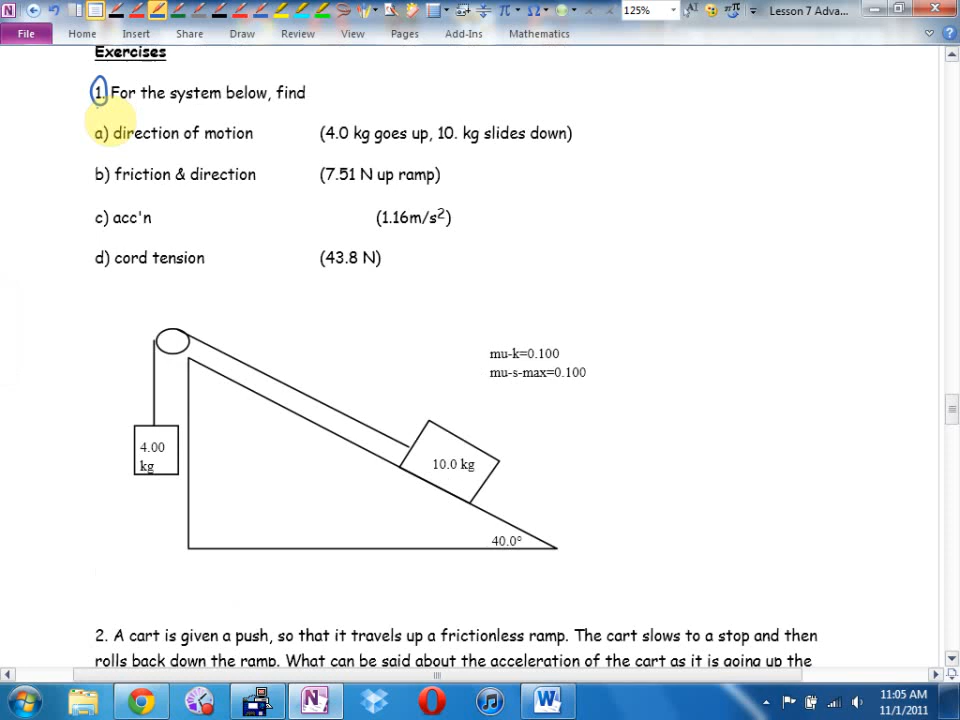 125%
Lesson 7 Adva...
File Home Insert Share Draw Review View Pages Add-Ins Mathematics
Exercises
1. For the system below, find
a) direction of motion (4.0 kg goes up, 10. kg slides down)
b) friction & direction (7.51 N up ramp)
c) acc'n (1.16m/s2)
d) cord tension (43.8 N)
mu-k=0.100
mu-s-max=0.100
4.00
kg
10.0 kg
40.0°
2. A cart is given a push, so that it travels up a frictionless ramp. The cart slows to a stop and then
rolls back down the ramp. What can be said about the acceleration of the cart as it is going up the
11:05 AM
11/1/2011